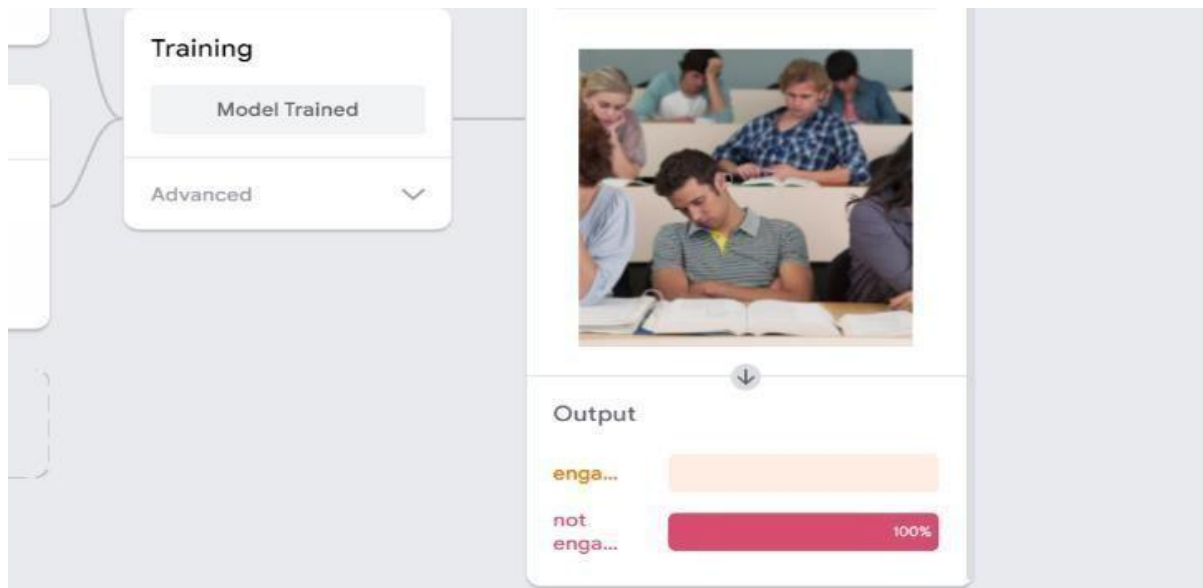 Training
Model Trained
Advanced
Output
enga...
not
enga...
100%